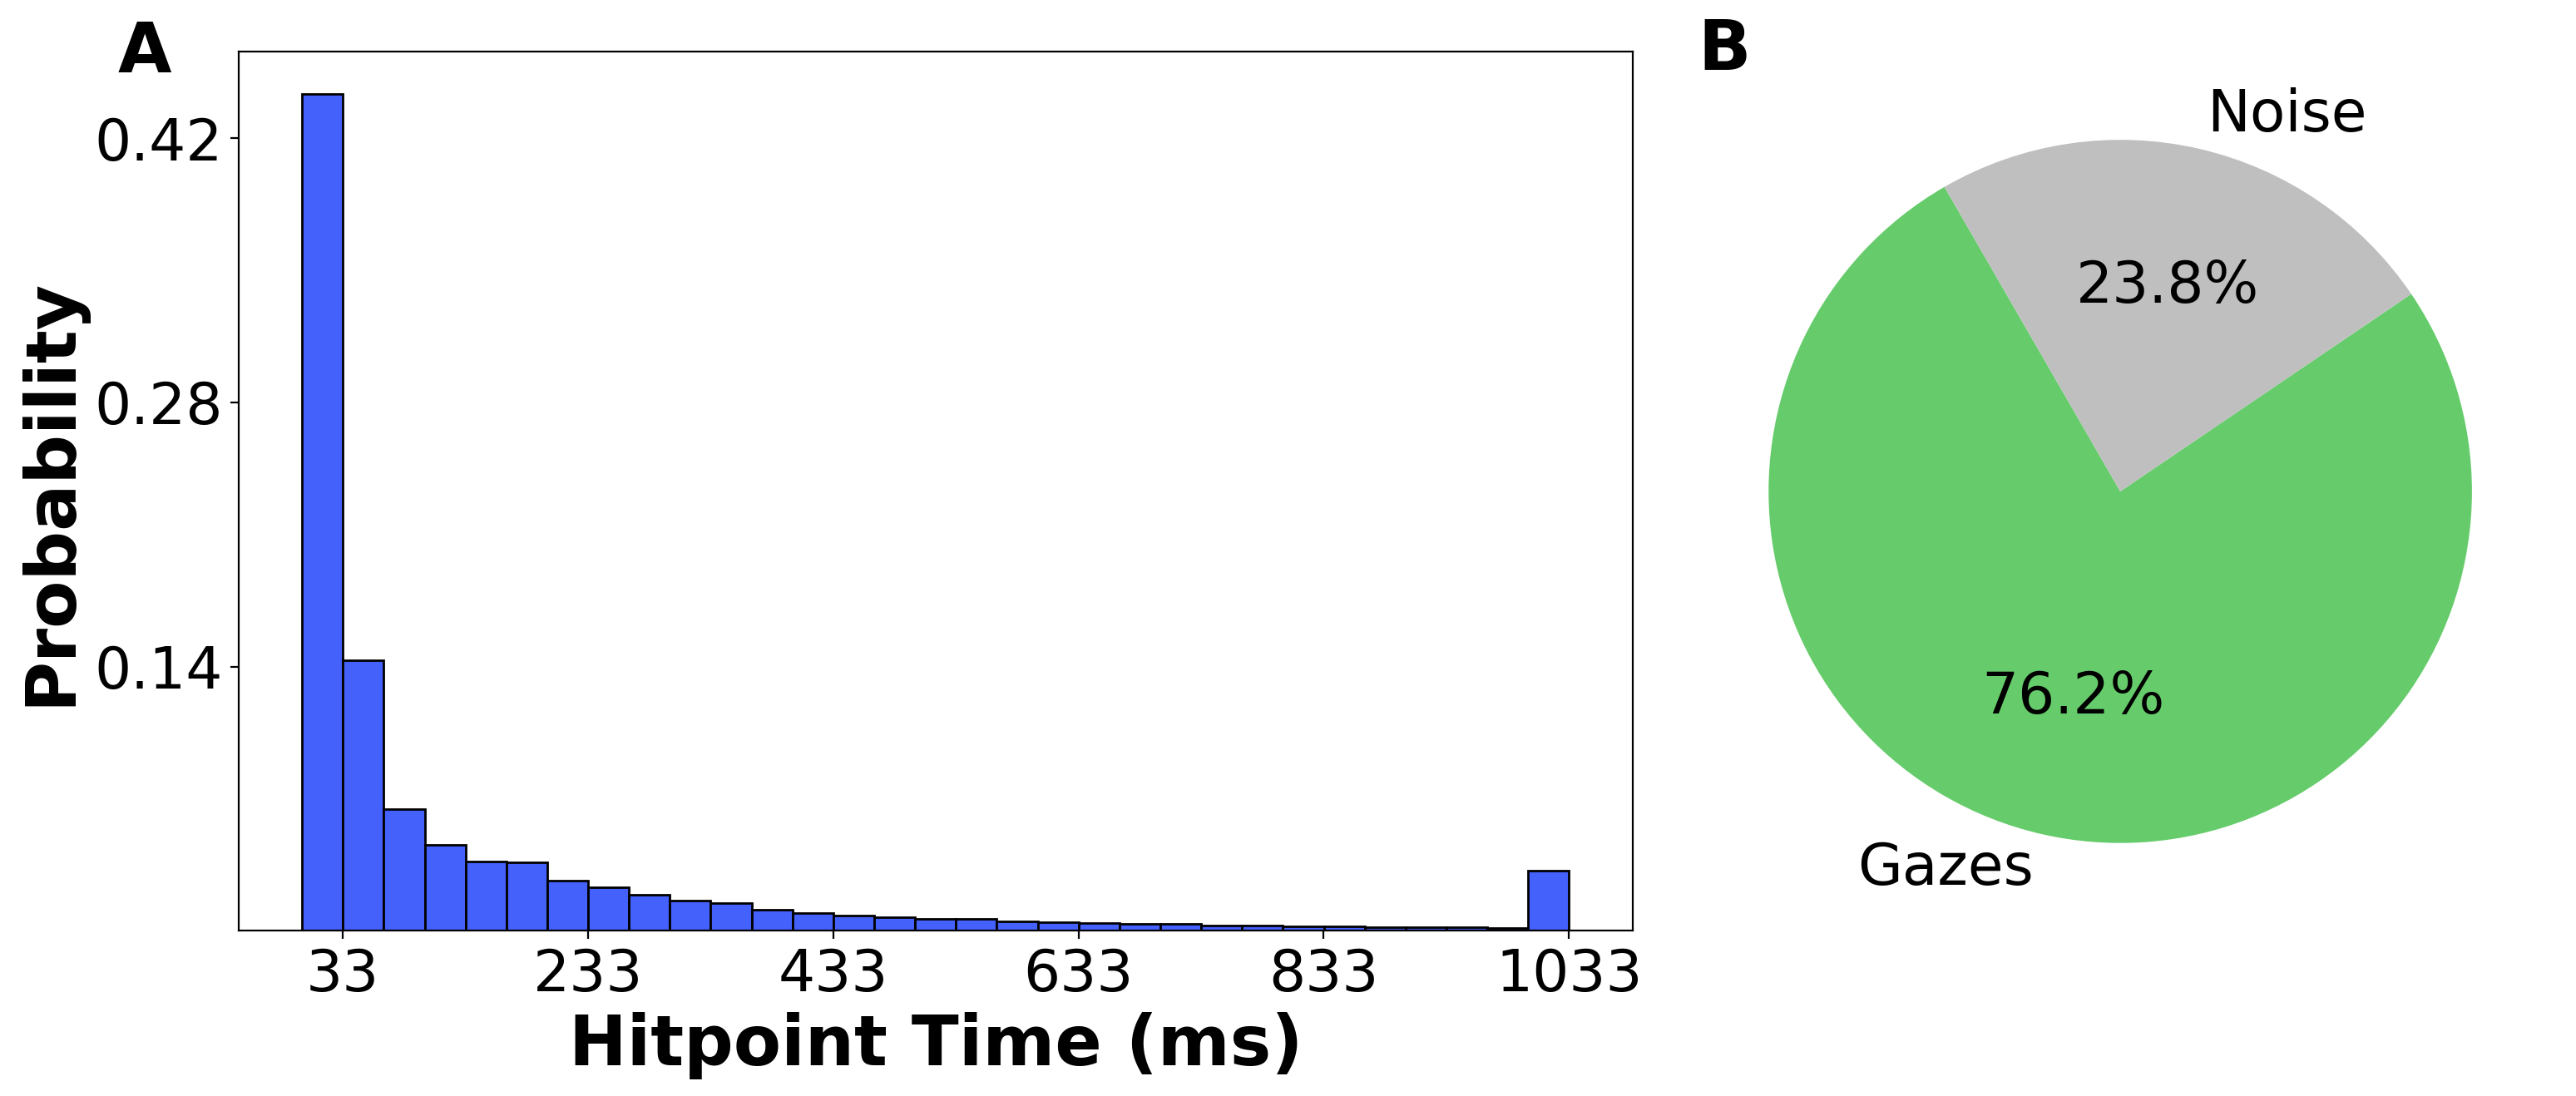 A
Probability
0.42
0.28
0.14
33 233 433 633 833 1033
Hitpoint Time (ms)
B
Noise
23.8%
76.2%
Gazes